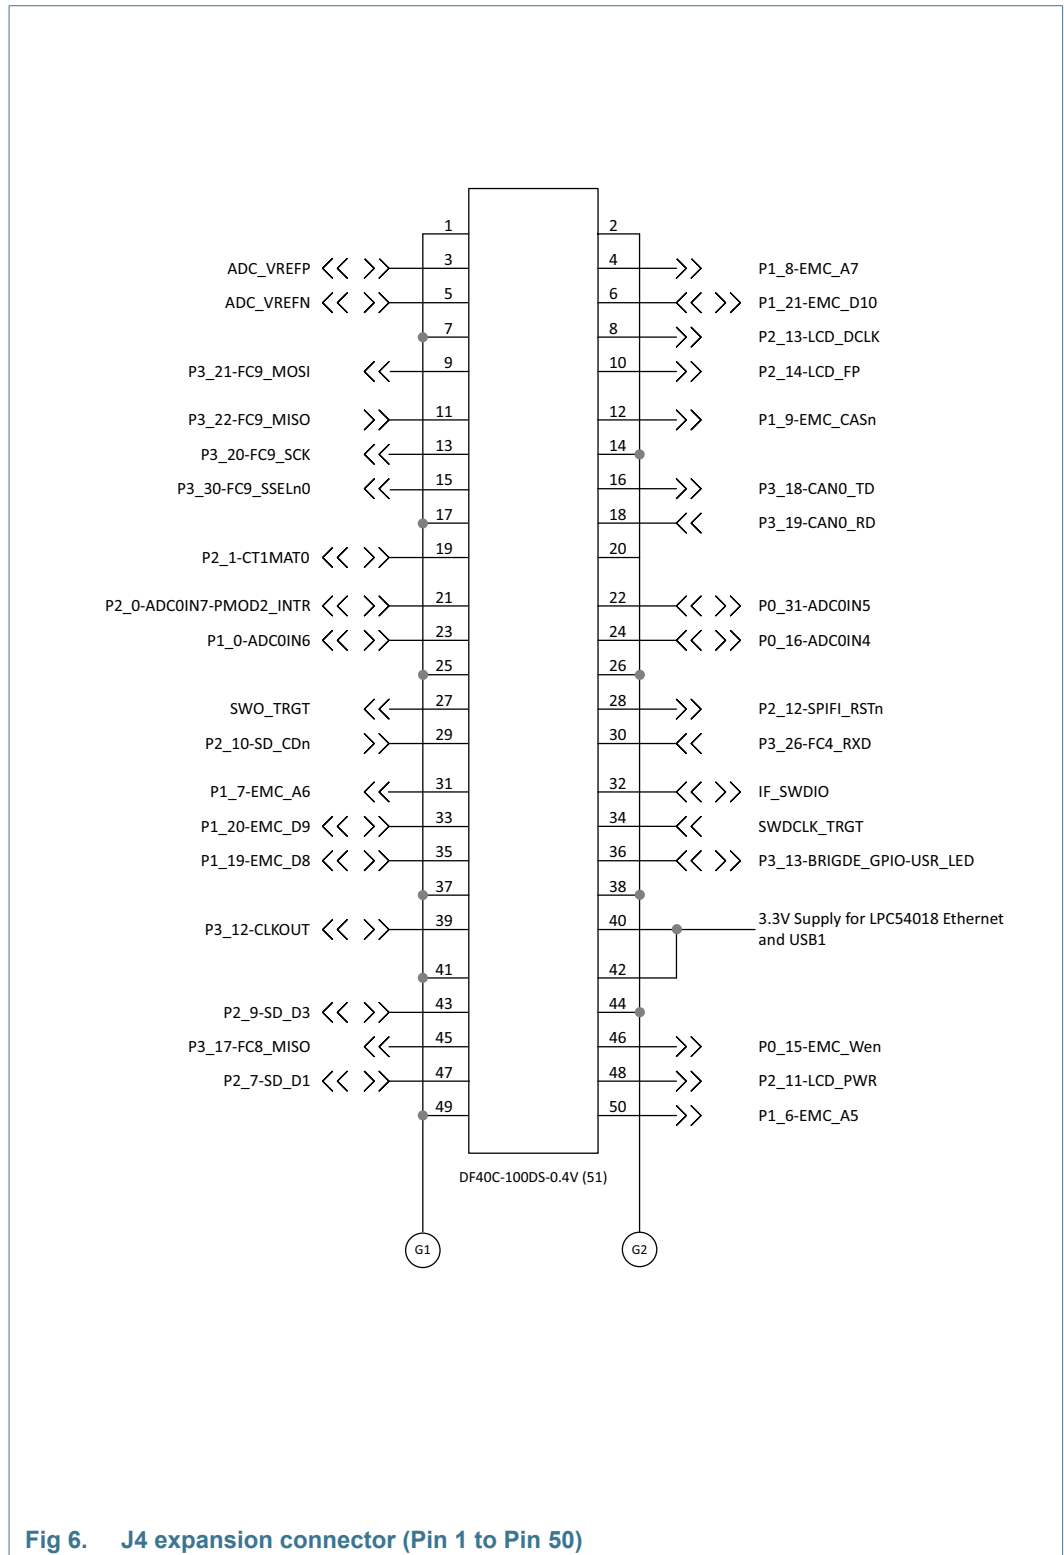 1 2
ADC_VREFP 3 4 P1_8-EMC_A7
ADC_VREFN 5 6 P1_21-EMC_D10
7 8 P2_13-LCD_DCLK
P3_21-FC9_MOSI 9 10 P2_14-LCD_FP
P3_22-FC9_MISO 11 12 P1_9-EMC_CASn
P3_20-FC9_SCK 13 14
P3_30-FC9_SSELn0 15 16 P3_18-CAN0_TD
17 18 P3_19-CAN0_RD
P2_1-CT1MAT0 19 20
P2_0-ADC0IN7-PMOD2_INTR 21 22 P0_31-ADC0IN5
P1_0-ADC0IN6 23 24 P0_16-ADC0IN4
25 26
SWO_TRGT 27 28 P2_12-SPIFI_RSTn
P2_10-SD_CDn 29 30 P3_26-FC4_RXD
P1_7-EMC_A6 31 32 IF_SWDIO
P1_20-EMC_D9 33 34 SWDCLK_TRGT
P1_19-EMC_D8 35 36 P3_13-BRIGDE_GPIO-USR_LED
37 38
P3_12-CLKOUT 39 40 3.3V Supply for LPC54018 Ethernet
and USB1
41 42
P2_9-SD_D3 43 44
P3_17-FC8_MISO 45 46 P0_15-EMC_Wen
P2_7-SD_D1 47 48 P2_11-LCD_PWR
49 50 P1_6-EMC_A5
DF40C-100DS-0.4V (51)
G1 G2
Fig 6. J4 expansion connector (Pin 1 to Pin 50)